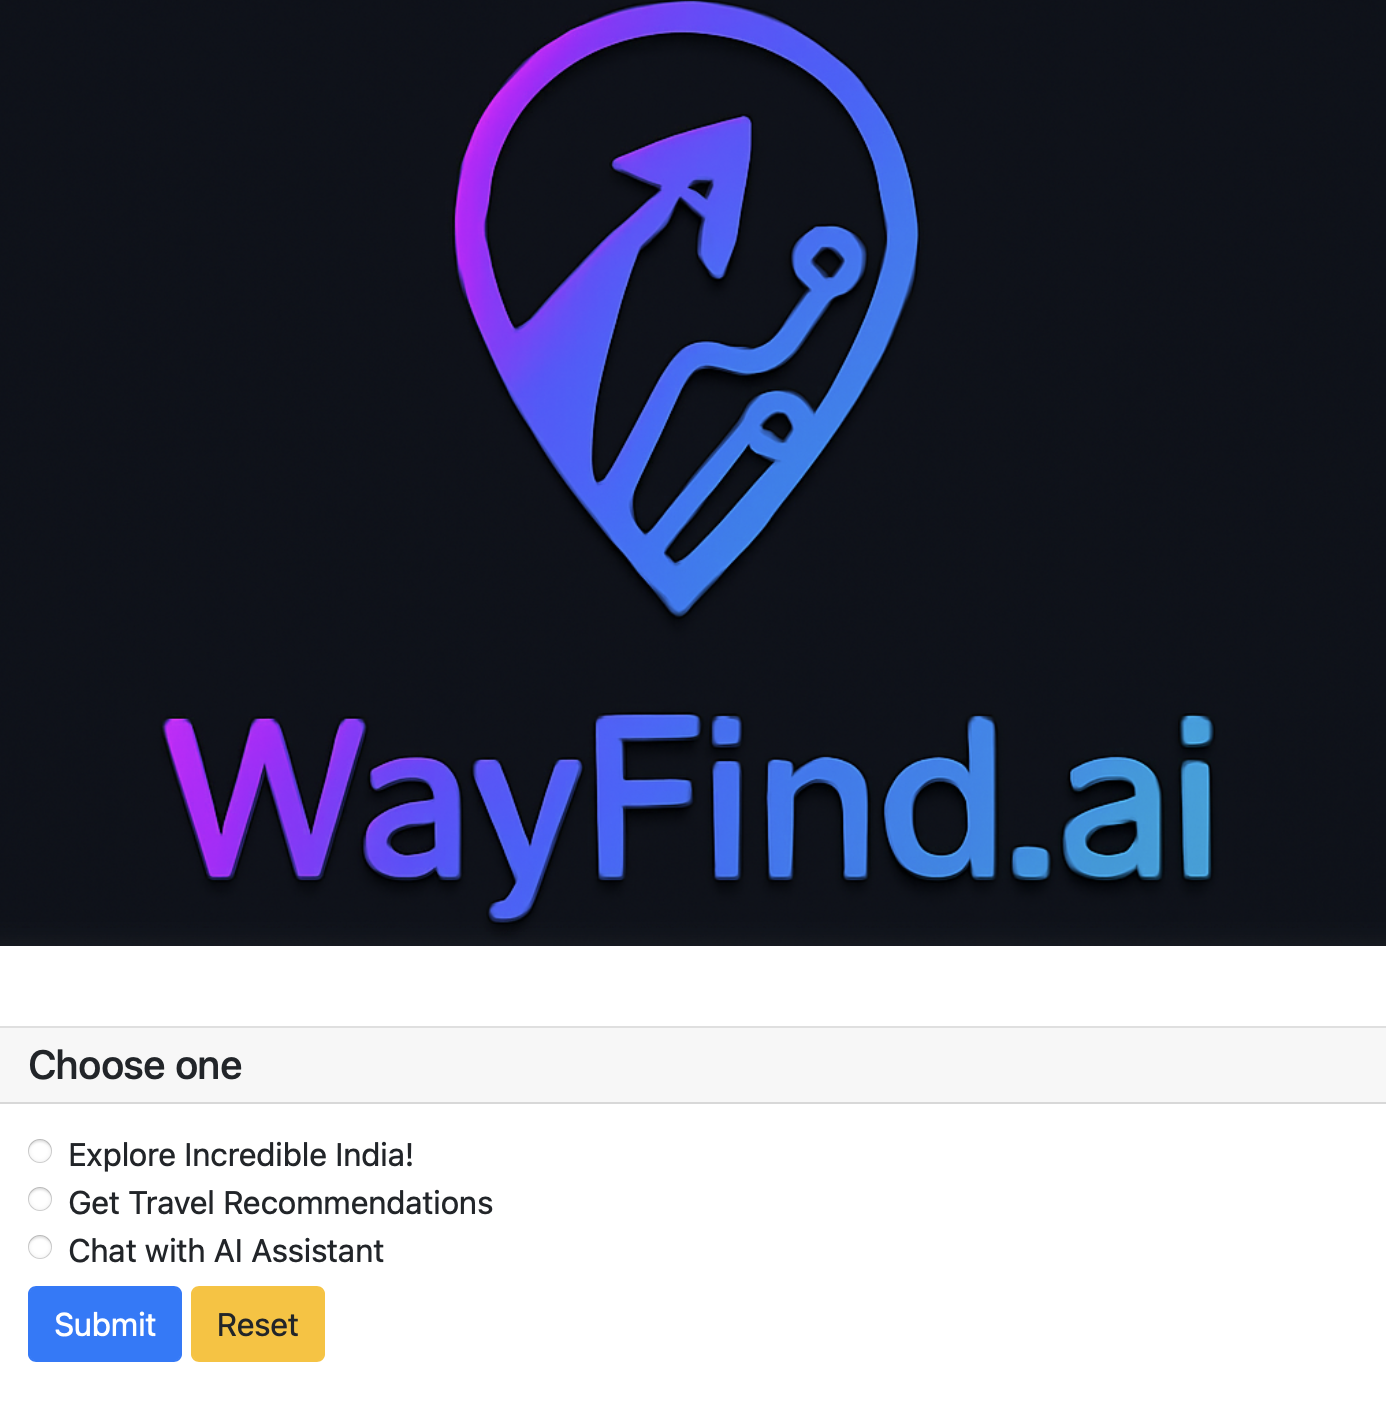 WayFind.ai
Choose one
Explore Incredible India!
Get Travel Recommendations
Chat with AI Assistant
Submit Reset